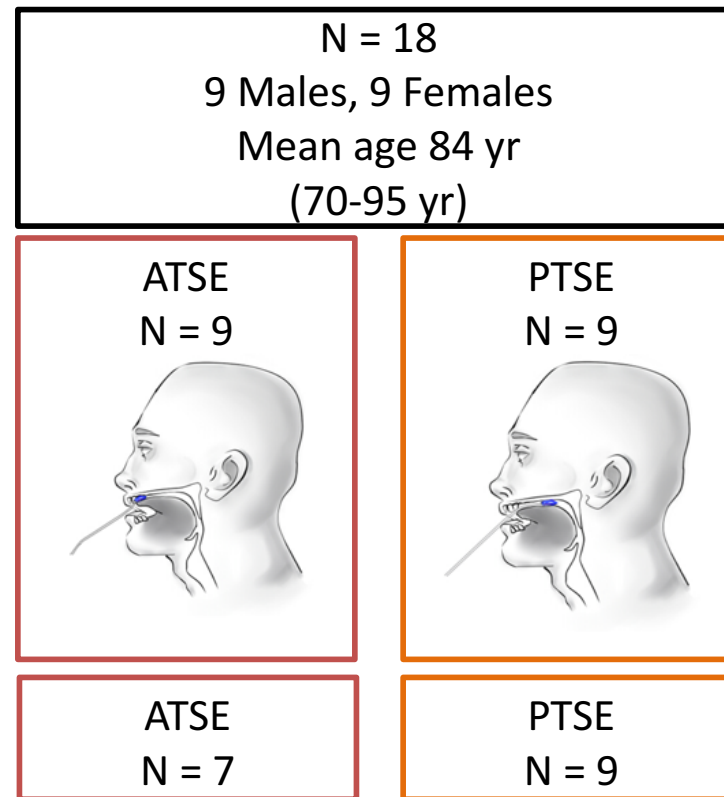 N = 18
9 Males, 9 Females
Mean age 84 yr
(70-95 yr)
ATSE
N = 9
PTSE
N = 9
ATSE
N = 7
PTSE
N = 9